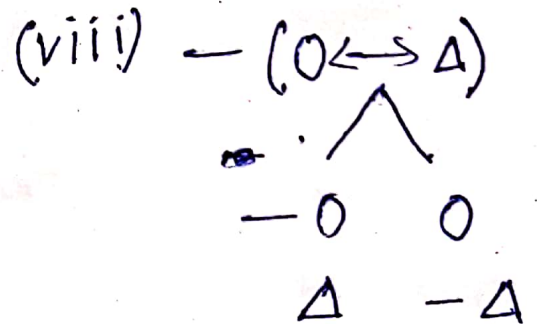 (viii) — (O<—>Δ)
— O O
Δ — Δ